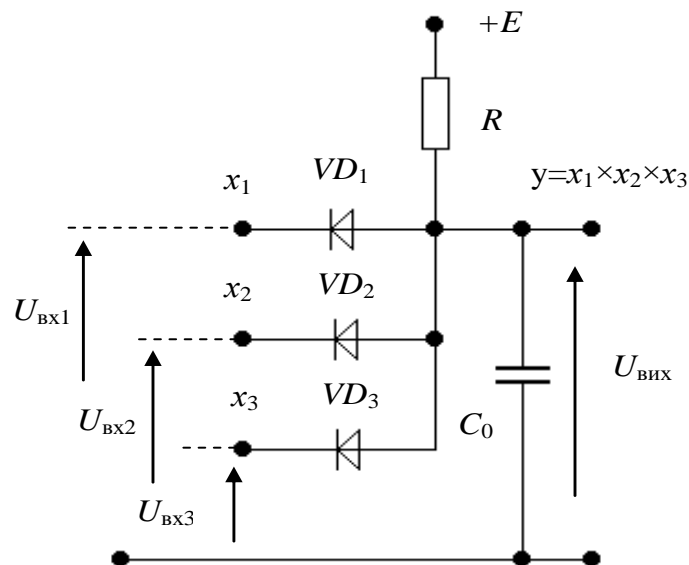 +E
R
x₁ VD₁ y=x₁×x₂×x₃
Uвх1
x₂ VD₂
Uвих
x₃ VD₃
C₀
Uвх2
Uвх3